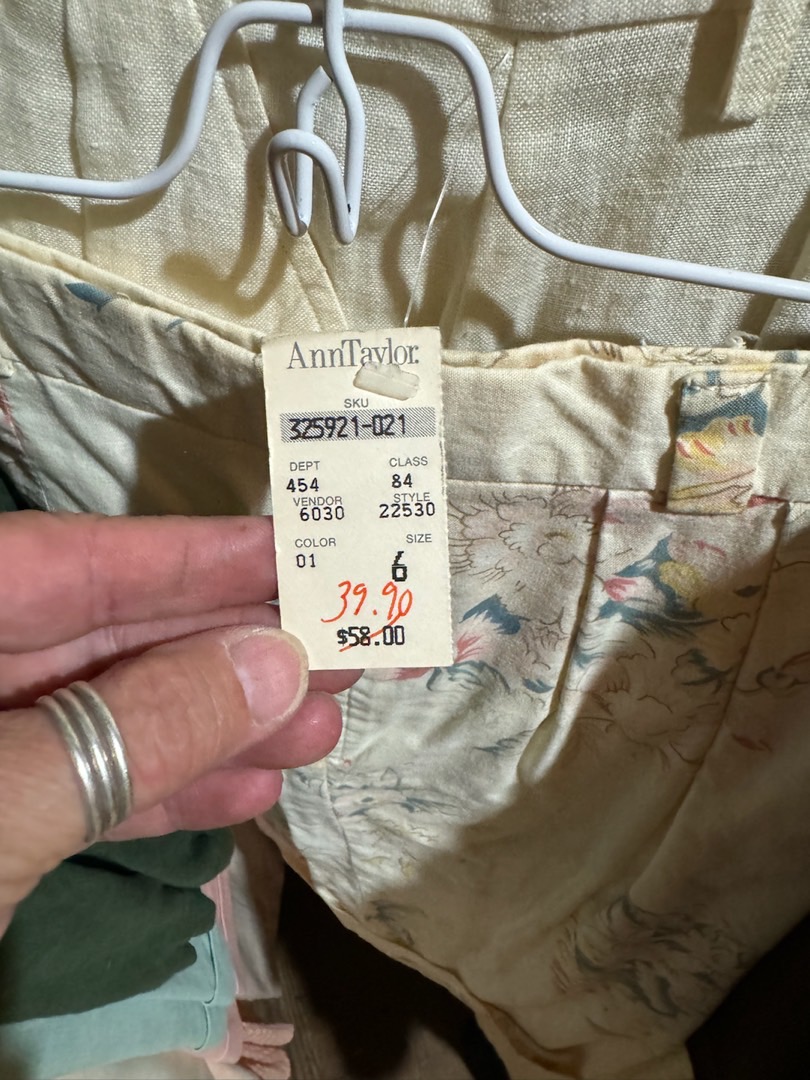 AnnTaylor.
SKU
325921-021
DEPT CLASS
454 84
VENDOR STYLE
6030 22530
COLOR SIZE
01 6
39.90
$58.00